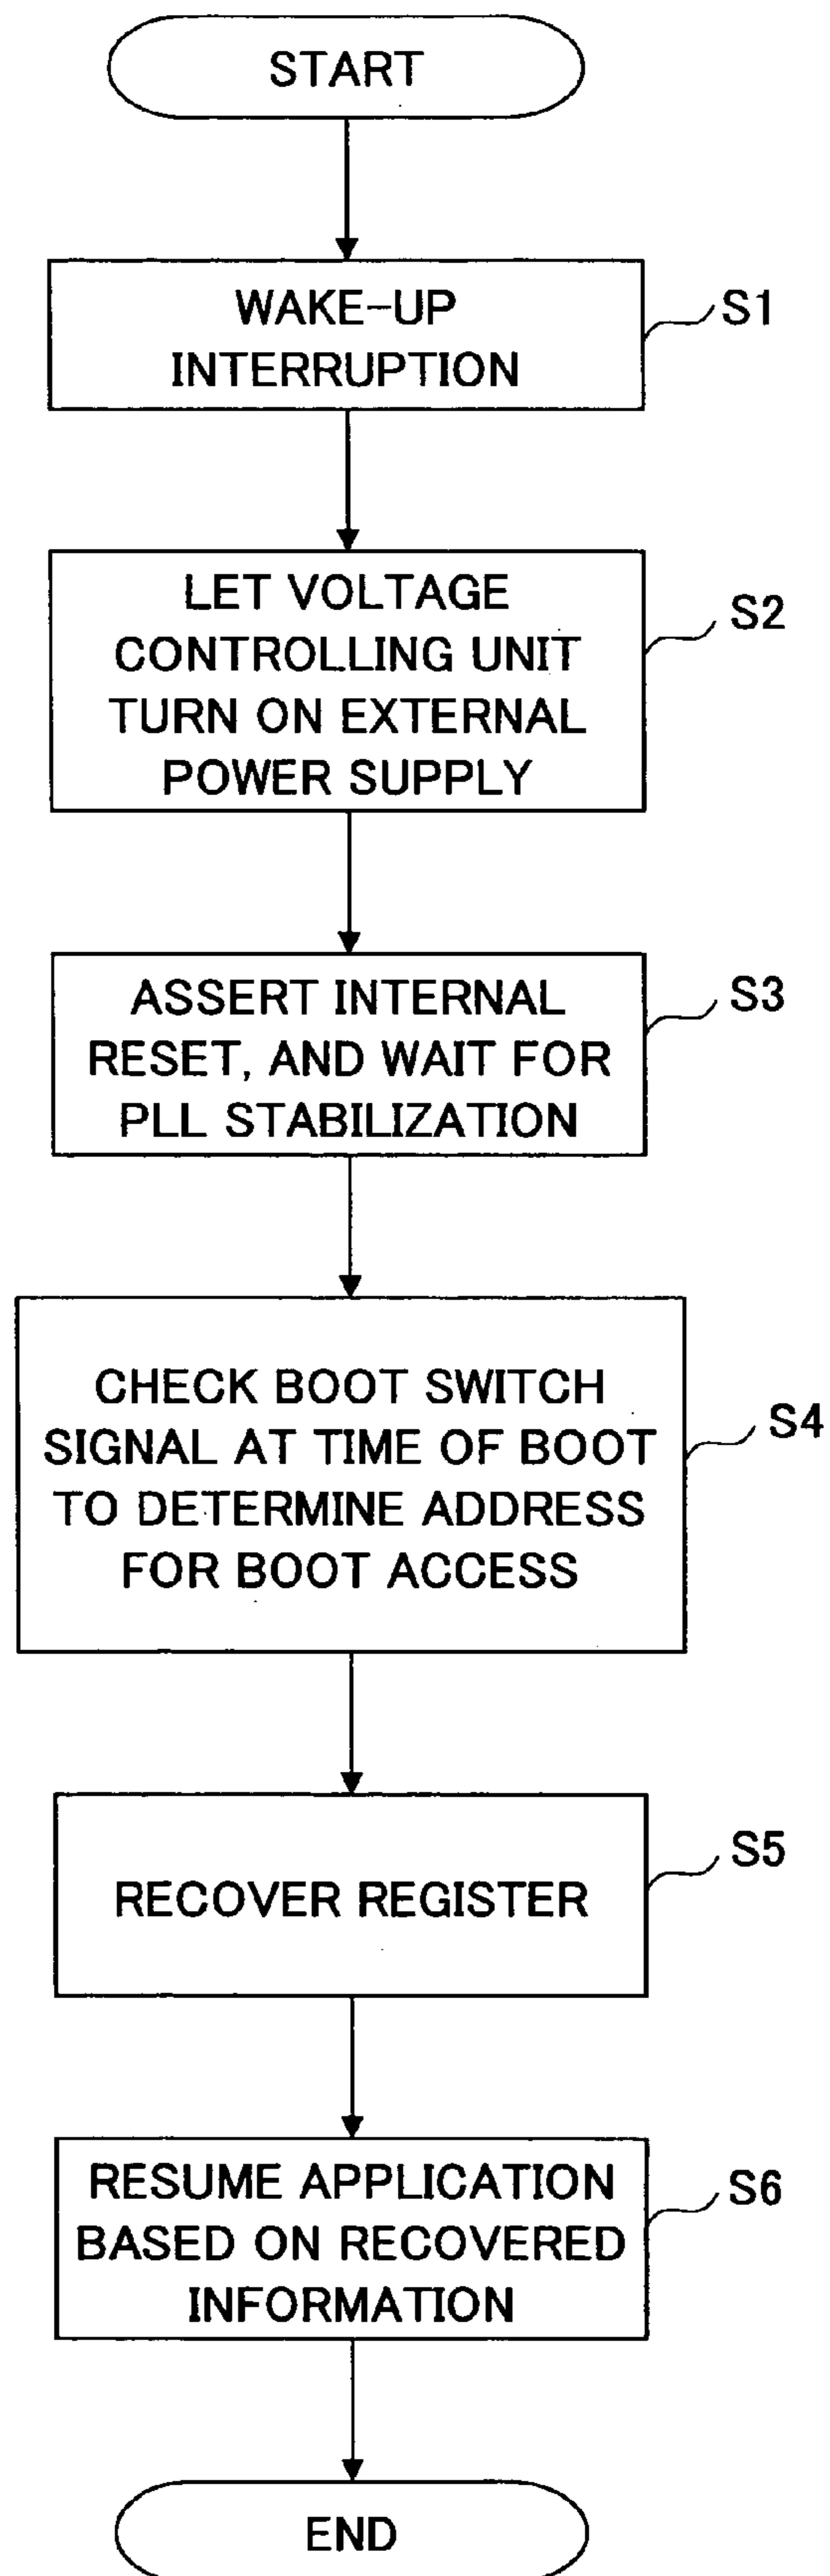 START
WAKE-UP
INTERRUPTION
S1
LET VOLTAGE
CONTROLLING UNIT
TURN ON EXTERNAL
POWER SUPPLY
S2
ASSERT INTERNAL
RESET, AND WAIT FOR
PLL STABILIZATION
S3
CHECK BOOT SWITCH
SIGNAL AT TIME OF BOOT
TO DETERMINE ADDRESS
FOR BOOT ACCESS
S4
RECOVER REGISTER
S5
RESUME APPLICATION
BASED ON RECOVERED
INFORMATION
S6
END